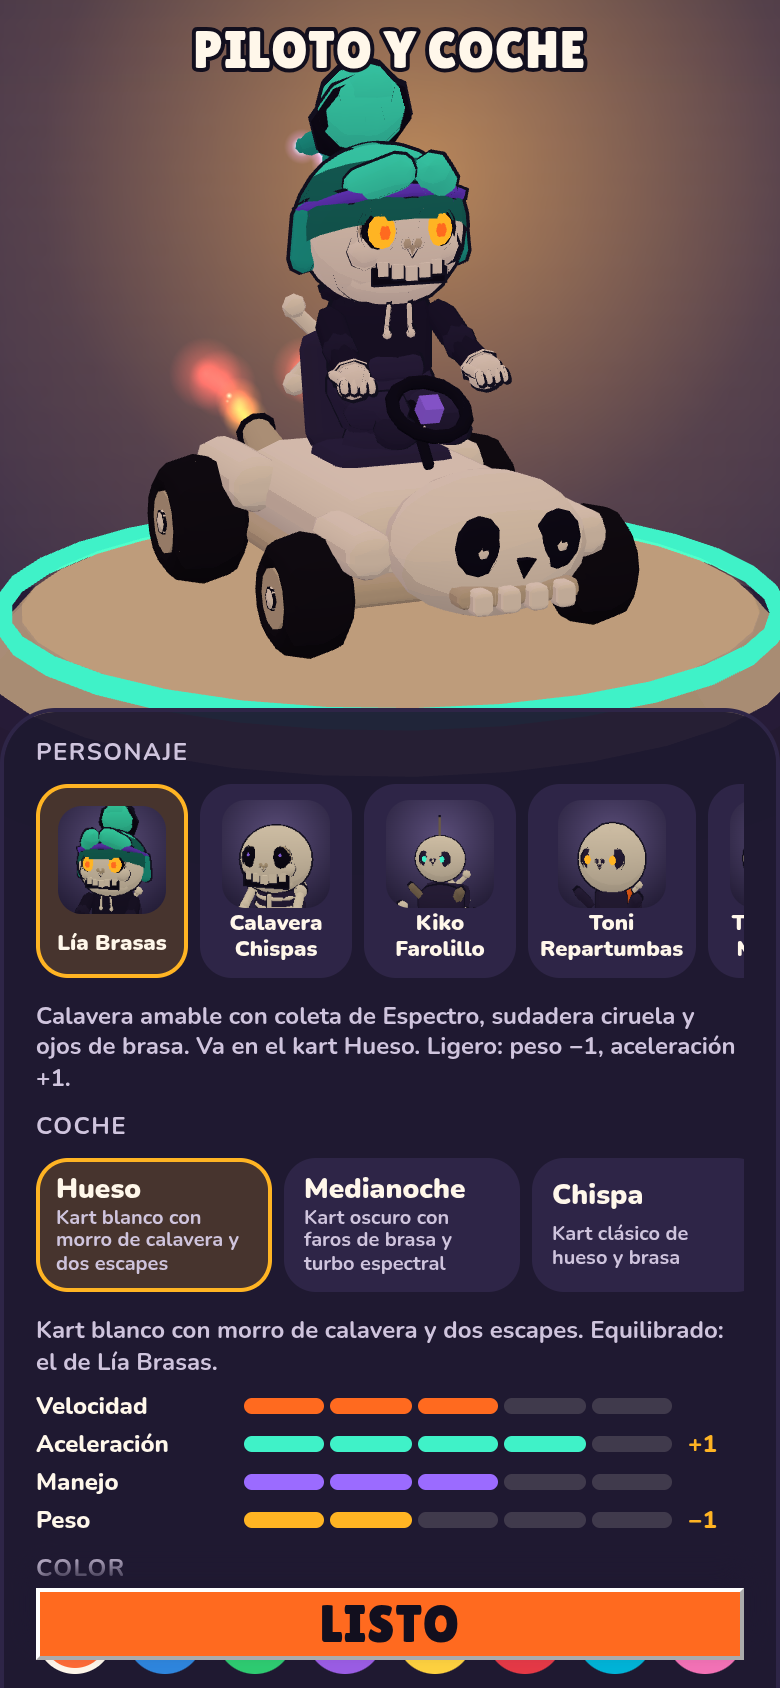 PILOTO Y COCHE
PERSONAJE
Lía Brasas
Calavera
Chispas
Kiko
Farolillo
Toni
Repartumbas
Calavera amable con coleta de Espectro, sudadera ciruela y
ojos de brasa. Va en el kart Hueso. Ligero: peso −1, aceleración
+1.
COCHE
Hueso
Kart blanco con
morro de calavera y
dos escapes
Medianoche
Kart oscuro con
faros de brasa y
turbo espectral
Chispa
Kart clásico de
hueso y brasa
Kart blanco con morro de calavera y dos escapes. Equilibrado:
el de Lía Brasas.
Velocidad
Aceleración +1
Manejo
Peso −1
COLOR
LISTO